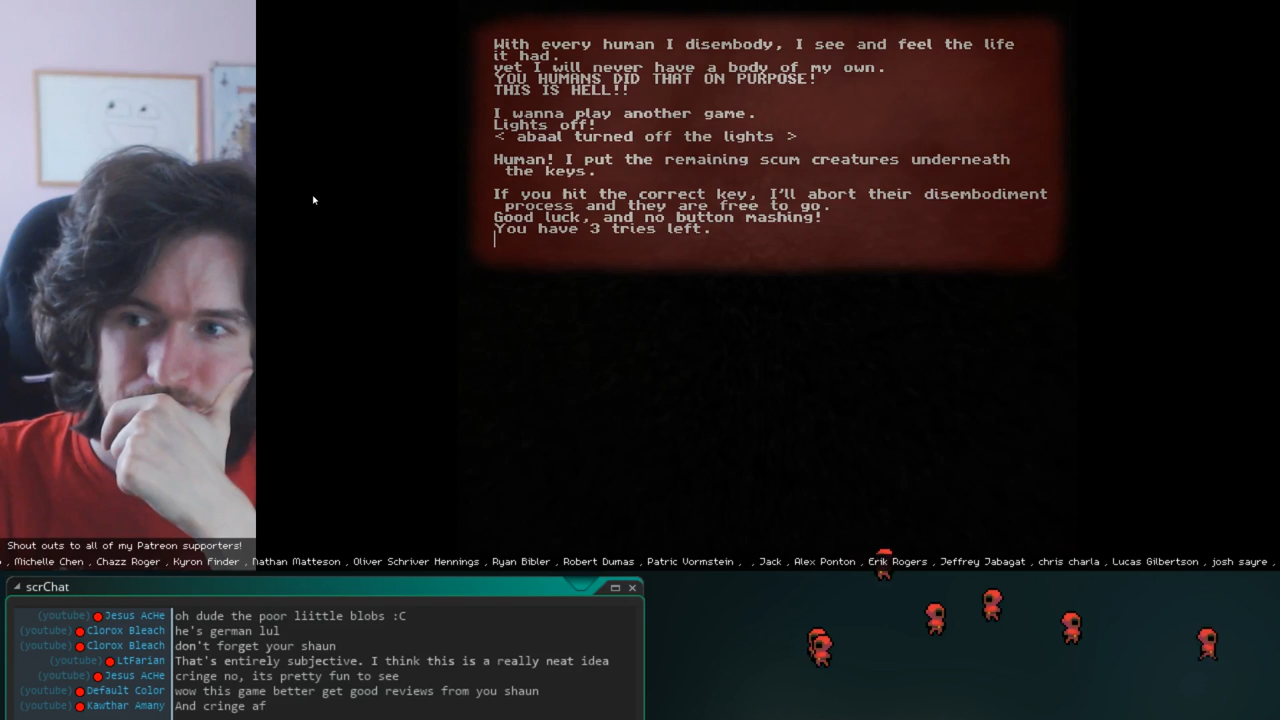 With every human I disembody, I see and feel the life
it had.
yet I will never have a body of my own.
YOU HUMANS DID THAT ON PURPOSE!
THIS IS HELL!!
I wanna play another game.
Lights off!
< abaal turned off the lights >
Human! I put the remaining scum creatures underneath
the keys.
If you hit the correct key, I'll abort their disembodiment
process and they are free to go.
Good luck, and no button mashing!
You have 3 tries left.
Shout outs to all of my Patreon supporters!
, Michelle Chen , Chazz Roger , Kyron Finder , Nathan Matteson , Oliver Schriver Hennings , Ryan Bibler , Robert Dumas , Patric Vormstein , , Jack , Alex Ponton , Erik Rogers , Jeffrey Jabagat , chris charla , Lucas Gilbertson , josh sayre ,
scrChat
(youtube) Jesus AcHe oh dude the poor liittle blobs :C
(youtube) Clorox Bleach he's german lul
(youtube) Clorox Bleach don't forget your shaun
(youtube) LtFarian That's entirely subjective. I think this is a really neat idea
(youtube) Jesus AcHe cringe no, its pretty fun to see
(youtube) Default Color wow this game better get good reviews from you shaun
(youtube) Kawthar Amany And cringe af